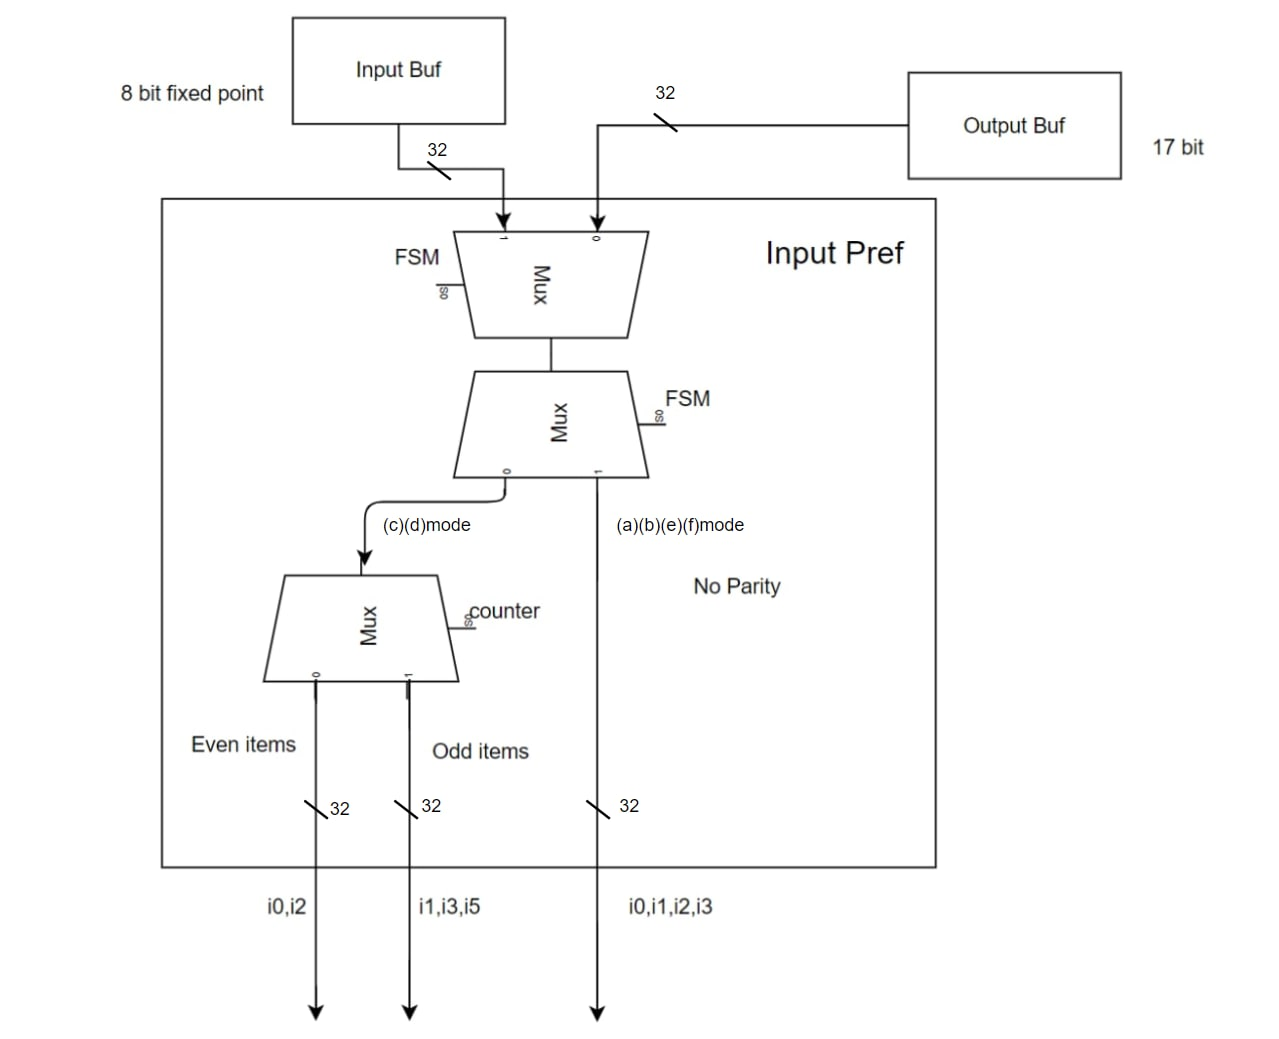 Input Buf
8 bit fixed point
32
Output Buf
17 bit
32
1
0
Input Pref
FSM
Mux
S0
FSM
S0
Mux
0
1
(c)(d)mode
(a)(b)(e)(f)mode
No Parity
Mux
S0
counter
0
1
Even items
Odd items
32
32
32
i0,i2
i1,i3,i5
i0,i1,i2,i3